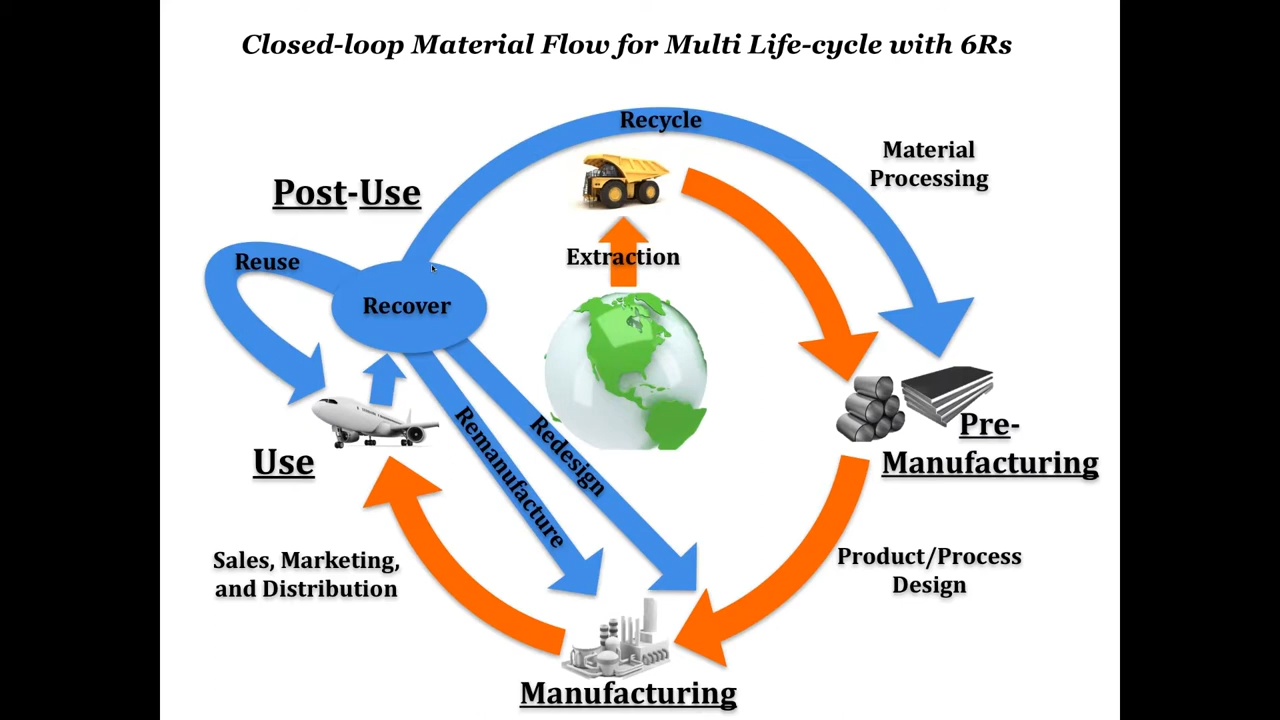 Closed-loop Material Flow for Multi Life-cycle with 6Rs
Recycle
Material
Processing
Post-Use
Extraction
Reuse
Recover
Remanufacture
Redesign
Pre-
Manufacturing
Use
Sales, Marketing,
and Distribution
Product/Process
Design
Manufacturing